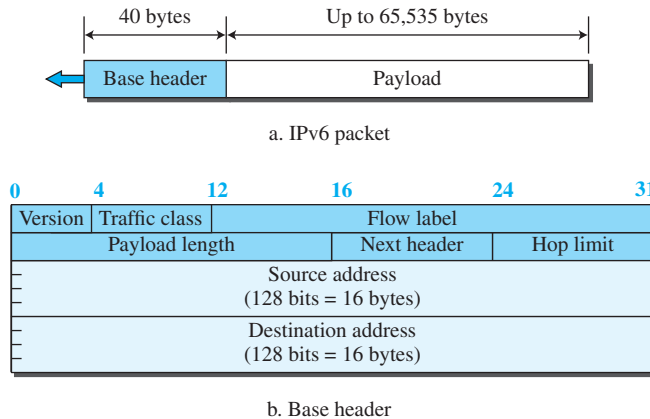 40 bytes Up to 65,535 bytes
Base header Payload
a. IPv6 packet
0 4 12 16 24 31
Version Traffic class Flow label
Payload length Next header Hop limit
Source address
(128 bits = 16 bytes)
Destination address
(128 bits = 16 bytes)
b. Base header